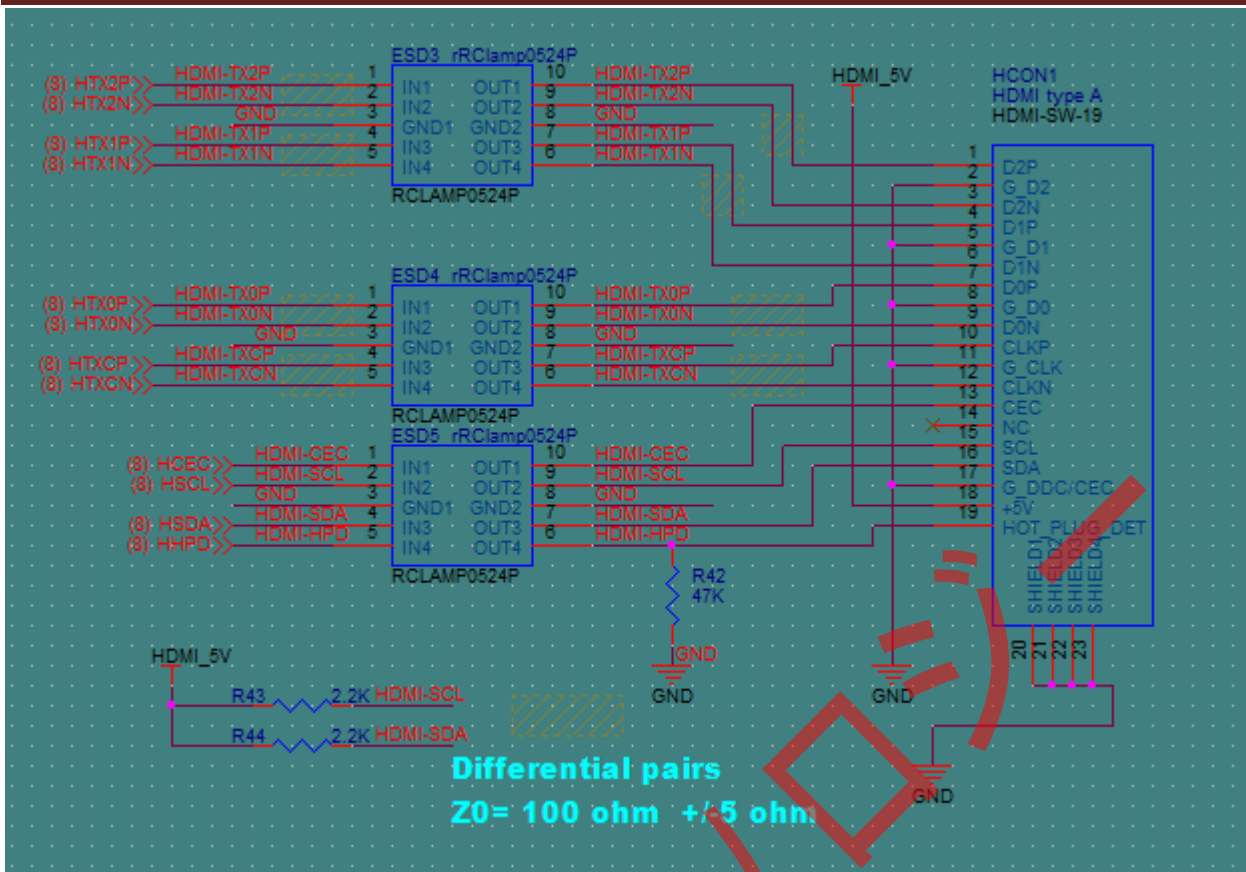 ESD3 rRClamp0524P
(8) HTX2P HDMI-TX2P 1 IN1 OUT1 10 HDMI-TX2P
(8) HTX2N HDMI-TX2N 2 IN2 OUT2 9 HDMI-TX2N
GND 3 GND1 GND2 8 GND
(8) HTX1P HDMI-TX1P 4 IN3 OUT3 7 HDMI-TX1P
(8) HTX1N HDMI-TX1N 5 IN4 OUT4 6 HDMI-TX1N
RCLAMP0524P
ESD4 rRClamp0524P
(8) HTX0P HDMI-TX0P 1 IN1 OUT1 10 HDMI-TX0P
(8) HTX0N HDMI-TX0N 2 IN2 OUT2 9 HDMI-TX0N
GND 3 GND1 GND2 8 GND
(8) HTXCP HDMI-TXCP 4 IN3 OUT3 7 HDMI-TXCP
(8) HTXCN HDMI-TXCN 5 IN4 OUT4 6 HDMI-TXCN
RCLAMP0524P
ESD5 rRClamp0524P
(8) HCEC HDMI-CEC 1 IN1 OUT1 10 HDMI-CEC
(8) HSCL HDMI-SCL 2 IN2 OUT2 9 HDMI-SCL
GND 3 GND1 GND2 8 GND
(8) HSDA HDMI-SDA 4 IN3 OUT3 7 HDMI-SDA
(8) HHPD HDMI-HPD 5 IN4 OUT4 6 HDMI-HPD
RCLAMP0524P
R42
47K
GND
GND
HDMI_5V
HCON1
HDMI type A
HDMI-SW-19
1 D2P
2 G_D2
3 D2N
4 D1P
5 G_D1
6 D1N
7 D0P
8 G_D0
9 D0N
10 CLKP
11 G_CLK
12 CLKN
13 CEC
14 NC
15 SCL
16 SDA
17 G_DDC/CEC
18 +5V
19 HOT_PLUG_DET
SHIELD1
SHIELD2
SHIELD3
SHIELD4
20
21
22
23
GND
GND
HDMI_5V
R43 2.2K HDMI-SCL
R44 2.2K HDMI-SDA
Differential pairs
Z0= 100 ohm +/-5 ohm